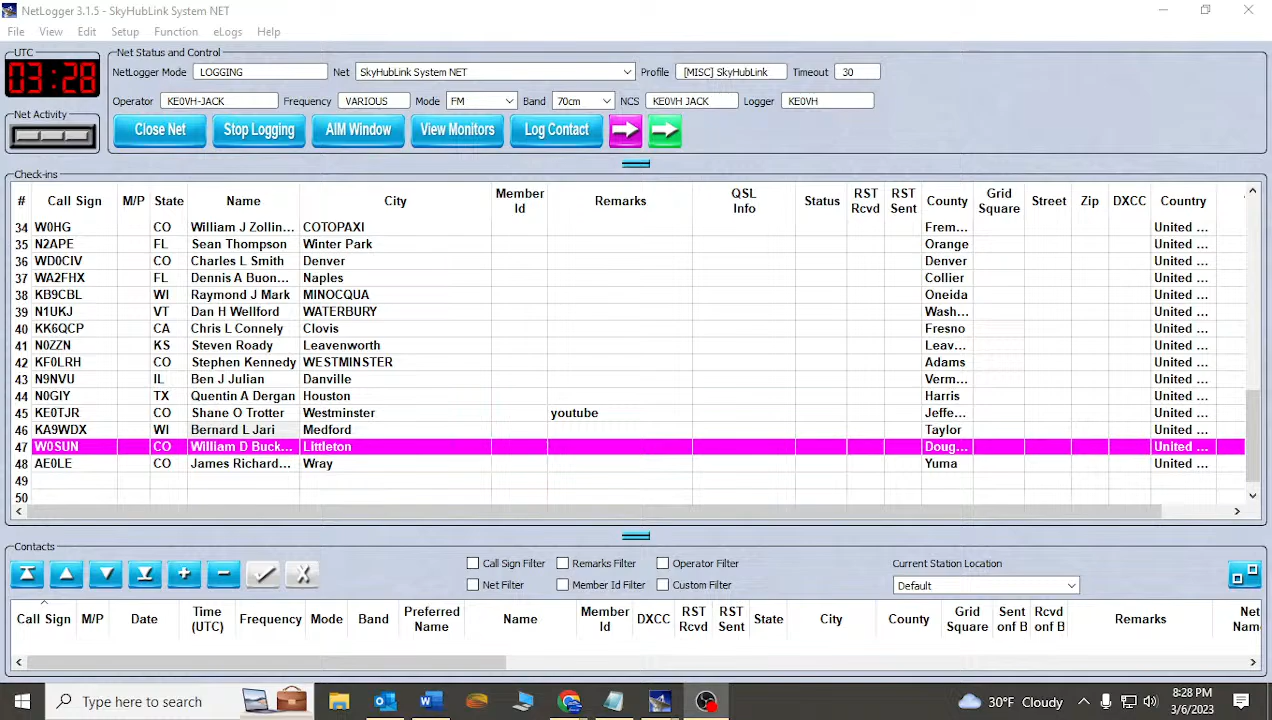 NetLogger 3.1.5 - SkyHubLink System NET
File View Edit Setup Function eLogs Help
UTC
03:28
Net Activity
Net Status and Control
NetLogger Mode LOGGING Net SkyHubLink System NET Profile [MISC] SkyHubLink Timeout 30
Operator KE0VH-JACK Frequency VARIOUS Mode FM Band 70cm NCS KE0VH JACK Logger KE0VH
Close Net Stop Logging AIM Window View Monitors Log Contact
Check-ins
# Call Sign M/P State Name City Member Id Remarks QSL Info Status RST Rcvd RST Sent County Grid Square Street Zip DXCC Country
34 W0HG CO William J Zollin... COTOPAXI Frem... United ...
35 N2APE FL Sean Thompson Winter Park Orange United ...
36 WD0CIV CO Charles L Smith Denver Denver United ...
37 WA2FHX FL Dennis A Buon... Naples Collier United ...
38 KB9CBL WI Raymond J Mark MINOCQUA Oneida United ...
39 N1UKJ VT Dan H Wellford WATERBURY Wash... United ...
40 KK6QCP CA Chris L Connely Clovis Fresno United ...
41 N0ZZN KS Steven Roady Leavenworth Leav... United ...
42 KF0LRH CO Stephen Kennedy WESTMINSTER Adams United ...
43 N9NVU IL Ben J Julian Danville Verm... United ...
44 N0GIY TX Quentin A Dergan Houston Harris United ...
45 KE0TJR CO Shane O Trotter Westminster youtube Jeffe... United ...
46 KA9WDX WI Bernard L Jari Medford Taylor United ...
47 W0SUN CO William D Buck... Littleton Doug... United ...
48 AE0LE CO James Richard... Wray Yuma United ...
49
50
Contacts
Call Sign Filter Remarks Filter Operator Filter Current Station Location
Net Filter Member Id Filter Custom Filter Default
Call Sign M/P Date Time (UTC) Frequency Mode Band Preferred Name Name Member Id DXCC RST Rcvd RST Sent State City County Grid Square Sent onf B Rcvd onf B Remarks Net Name
Type here to search
30°F Cloudy
8:28 PM
3/6/2023